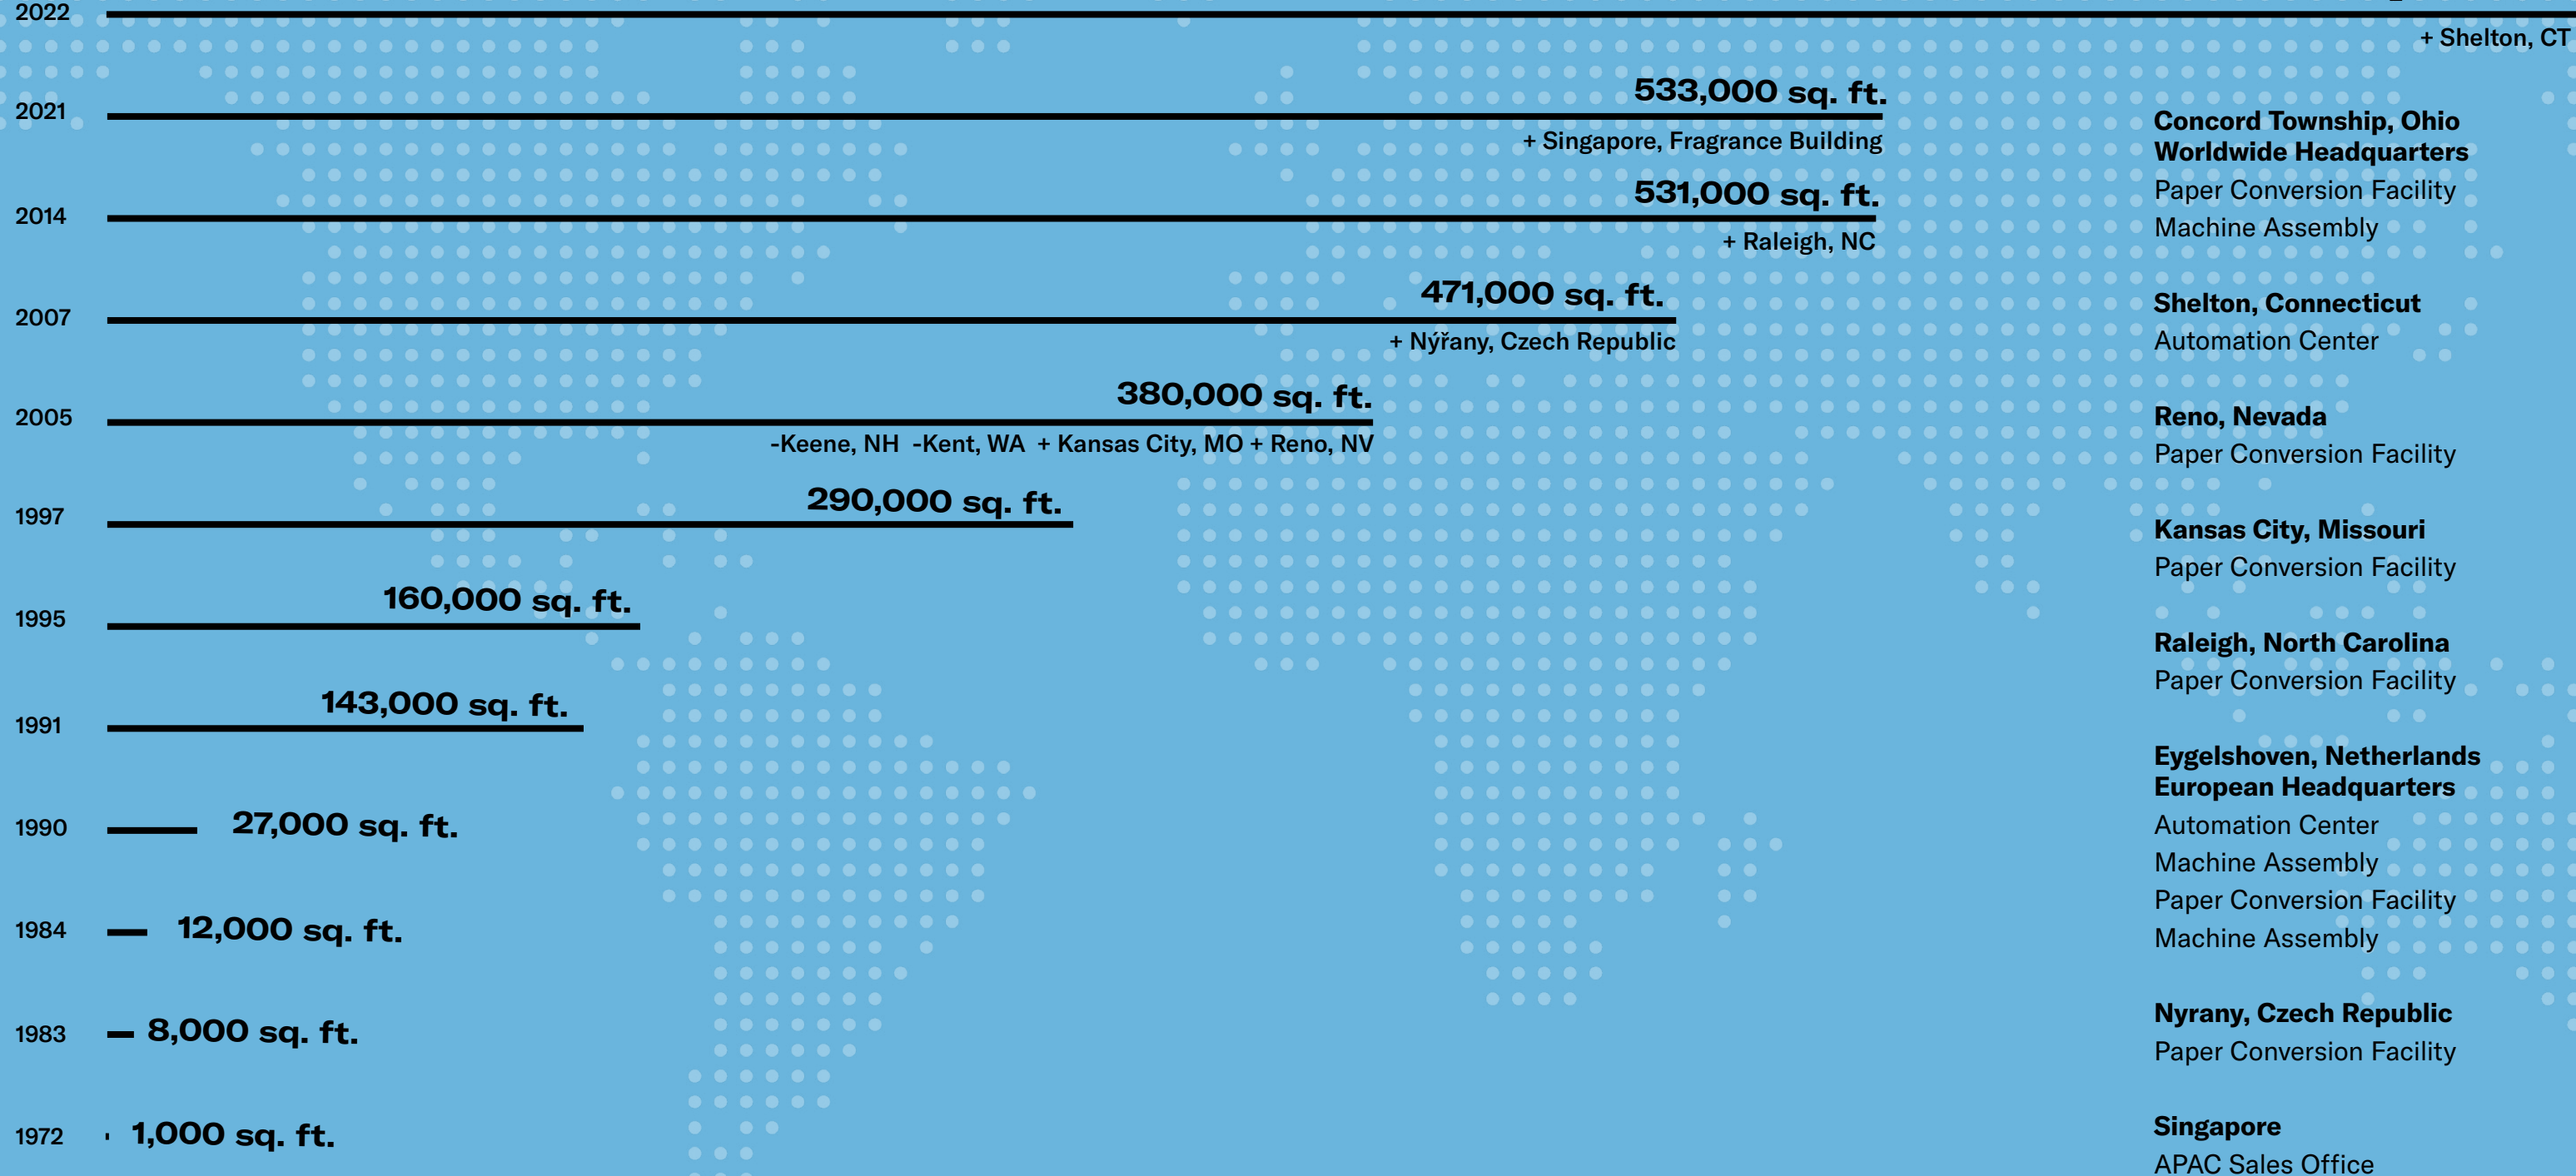 2022
+ Shelton, CT
2021
533,000 sq. ft.
+ Singapore, Fragrance Building
2014
531,000 sq. ft.
+ Raleigh, NC
2007
471,000 sq. ft.
+ Nýřany, Czech Republic
2005
380,000 sq. ft.
-Keene, NH -Kent, WA + Kansas City, MO + Reno, NV
1997
290,000 sq. ft.
1995
160,000 sq. ft.
1991
143,000 sq. ft.
1990
27,000 sq. ft.
1984
12,000 sq. ft.
1983
8,000 sq. ft.
1972
1,000 sq. ft.
Concord Township, Ohio
Worldwide Headquarters
Paper Conversion Facility
Machine Assembly
Shelton, Connecticut
Automation Center
Reno, Nevada
Paper Conversion Facility
Kansas City, Missouri
Paper Conversion Facility
Raleigh, North Carolina
Paper Conversion Facility
Eygelshoven, Netherlands
European Headquarters
Automation Center
Machine Assembly
Paper Conversion Facility
Machine Assembly
Nyrany, Czech Republic
Paper Conversion Facility
Singapore
APAC Sales Office